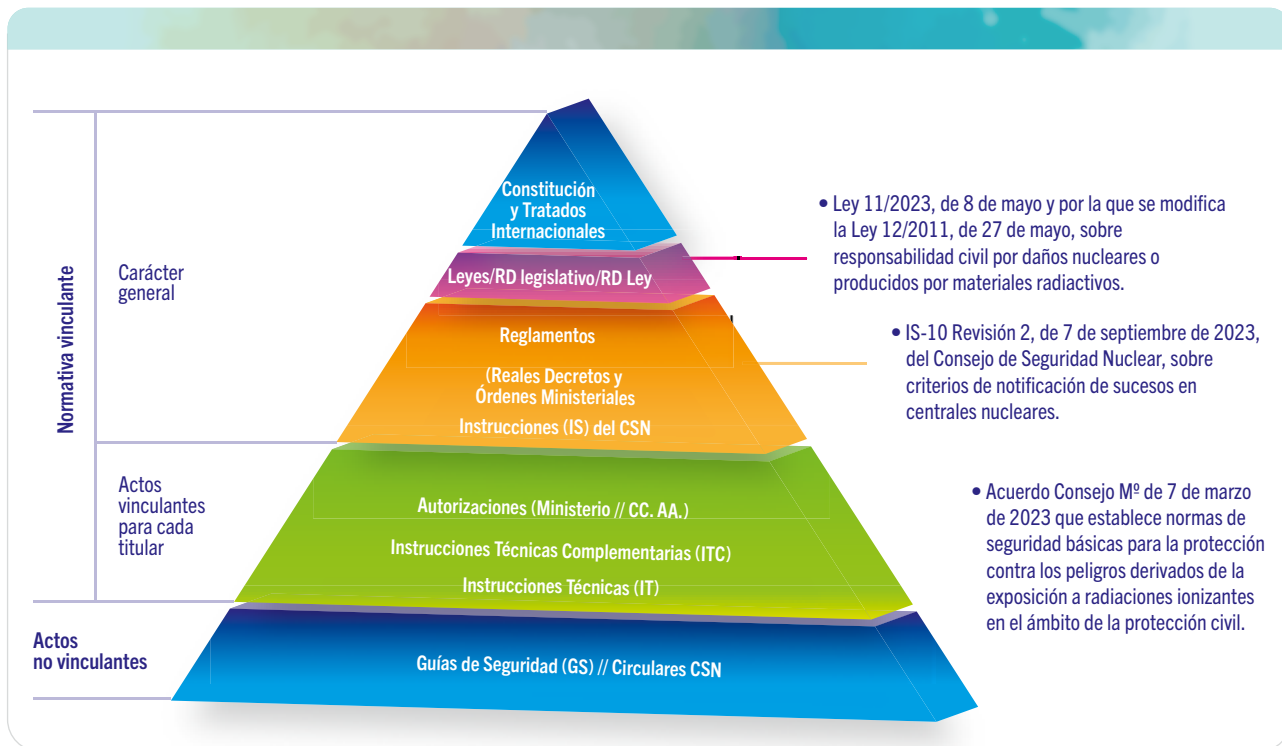 Normativa vinculante
Carácter
general
Actos
vinculantes
para cada
titular
Actos
no vinculantes
Constitución
y Tratados
Internacionales
Leyes/RD legislativo/RD Ley
Reglamentos
(Reales Decretos y
Órdenes Ministeriales
Instrucciones (IS) del CSN
Autorizaciones (Ministerio // CC. AA.)
Instrucciones Técnicas Complementarias (ITC)
Instrucciones Técnicas (IT)
Guías de Seguridad (GS) // Circulares CSN
• Ley 11/2023, de 8 de mayo y por la que se modifica
la Ley 12/2011, de 27 de mayo, sobre
responsabilidad civil por daños nucleares o
producidos por materiales radiactivos.
• IS-10 Revisión 2, de 7 de septiembre de 2023,
del Consejo de Seguridad Nuclear, sobre
criterios de notificación de sucesos en
centrales nucleares.
• Acuerdo Consejo Mº de 7 de marzo
de 2023 que establece normas de
seguridad básicas para la protección
contra los peligros derivados de la
exposición a radiaciones ionizantes
en el ámbito de la protección civil.